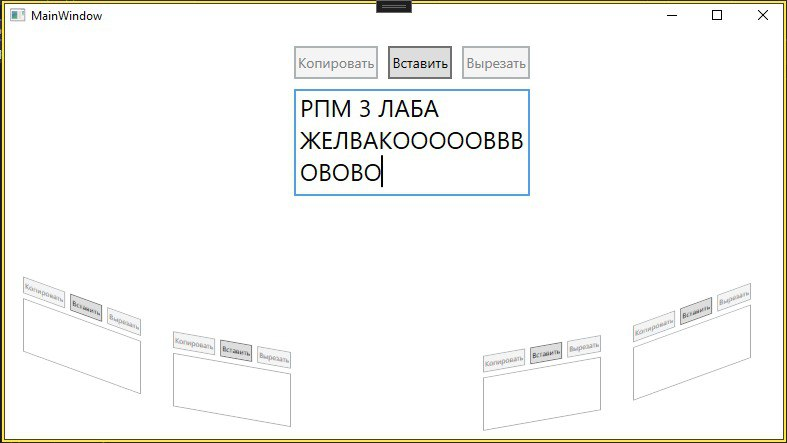 MainWindow
Копировать Вставить Вырезать
РПМ 3 ЛАБА
ЖЕЛВАКОООООВВВ
ОВОВО
Копировать Вставить Вырезать
Копировать Вставить Вырезать
Копировать Вставить Вырезать
Копировать Вставить Вырезать